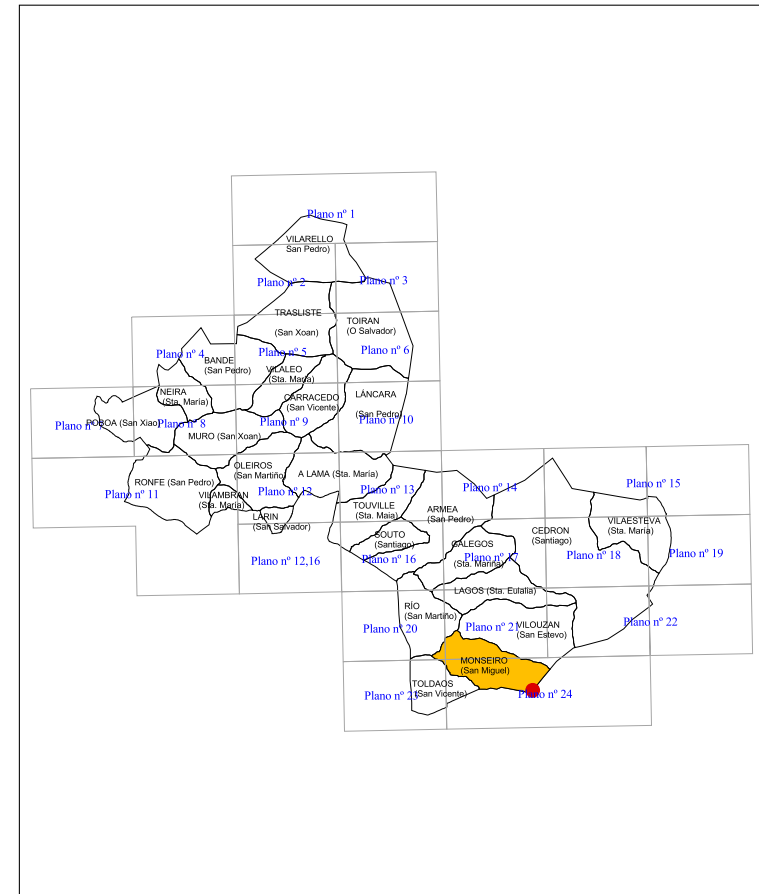 Plano nº 1
VILARELLO
San Pedro)
Plano nº 2
Plano nº 3
TRASLISTE
(San Xoan)
TOIRAN
(O Salvador)
Plano nº 4
Plano nº 5
Plano nº 6
BANDE
(San Pedro)
VILALEO
(Sta. María)
NEIRA
(Sta. María)
CARRACEDO
(San Vicente)
LÁNCARA
(San Pedro)
Plano nº 7
POBOA (San Xiao)
Plano nº 8
Plano nº 9
Plano nº 10
MURO (San Xoan)
OLEIROS
(San Martiño)
A LAMA (Sta. María)
RONFE (San Pedro)
Plano nº 11
VILAMBRAN
(Sta. María)
Plano nº 12
Plano nº 13
Plano nº 14
Plano nº 15
LARIN
(San Salvador)
TOUVILLE
(Sta. Maia)
ARMEA
(San Pedro)
CEDRON
(Santiago)
VILAESTEVA
(Sta. María)
SOUTO
(Santiago)
GALEGOS
(Sta. Mariña)
Plano nº 12,16
Plano nº 16
Plano nº 17
Plano nº 18
Plano nº 19
LAGOS (Sta. Eulalia)
RÍO
(San Martiño)
Plano nº 20
Plano nº 21
VILOUZAN
(San Estevo)
Plano nº 22
MONSEIRO
(San Miguel)
TOLDAOS
(San Vicente)
Plano nº 23
Plano nº 24